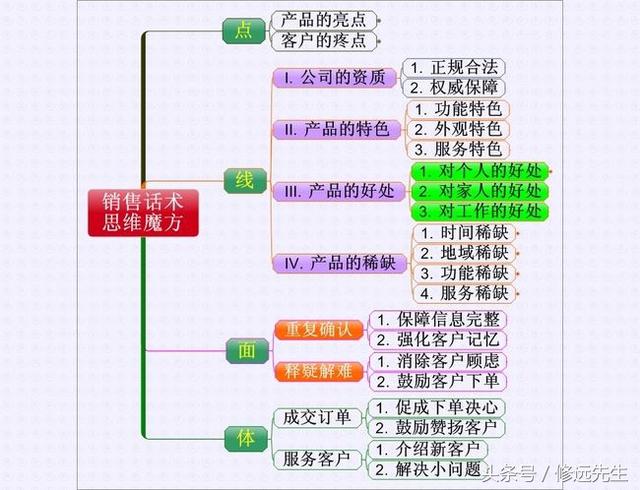 销售话术
思维魔方
点
产品的亮点
客户的疼点
线
I. 公司的资质
1. 正规合法
2. 权威保障
II. 产品的特色
1. 功能特色
2. 外观特色
3. 服务特色
III. 产品的好处
1. 对个人的好处
2. 对家人的好处
3. 对工作的好处
IV. 产品的稀缺
1. 时间稀缺
2. 地域稀缺
3. 功能稀缺
4. 服务稀缺
面
重复确认
1. 保障信息完整
2. 强化客户记忆
释疑解难
1. 消除客户顾虑
2. 鼓励客户下单
体
成交订单
1. 促成下单决心
2. 鼓励赞扬客户
服务客户
1. 介绍新客户
2. 解决小问题
头条号 / 修远先生